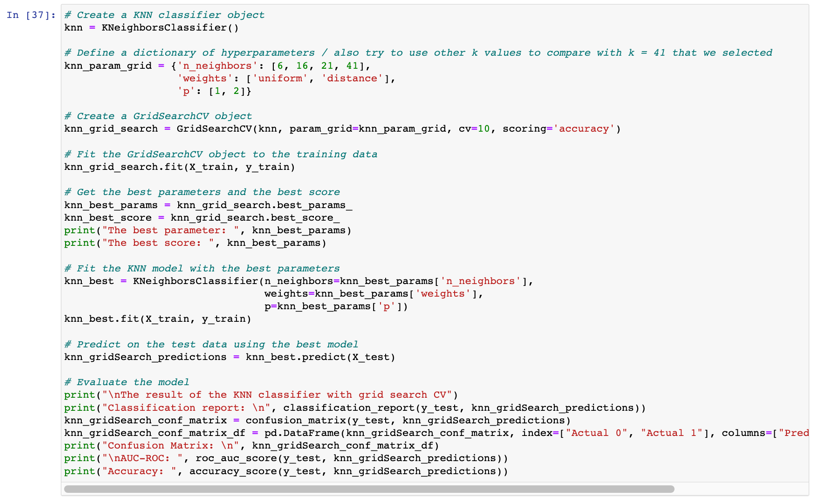 In [37]: # Create a KNN classifier object
knn = KNeighborsClassifier()
# Define a dictionary of hyperparameters / also try to use other k values to compare with k = 41 that we selected
knn_param_grid = {'n_neighbors': [6, 16, 21, 41],
'weights': ['uniform', 'distance'],
'p': [1, 2]}
# Create a GridSearchCV object
knn_grid_search = GridSearchCV(knn, param_grid=knn_param_grid, cv=10, scoring='accuracy')
# Fit the GridSearchCV object to the training data
knn_grid_search.fit(X_train, y_train)
# Get the best parameters and the best score
knn_best_params = knn_grid_search.best_params_
knn_best_score = knn_grid_search.best_score_
print("The best parameter: ", knn_best_params)
print("The best score: ", knn_best_params)
# Fit the KNN model with the best parameters
knn_best = KNeighborsClassifier(n_neighbors=knn_best_params['n_neighbors'],
weights=knn_best_params['weights'],
p=knn_best_params['p'])
knn_best.fit(X_train, y_train)
# Predict on the test data using the best model
knn_gridSearch_predictions = knn_best.predict(X_test)
# Evaluate the model
print("\nThe result of the KNN classifier with grid search CV")
print("Classification report: \n", classification_report(y_test, knn_gridSearch_predictions))
knn_gridSearch_conf_matrix = confusion_matrix(y_test, knn_gridSearch_predictions)
knn_gridSearch_conf_matrix_df = pd.DataFrame(knn_gridSearch_conf_matrix, index=["Actual 0", "Actual 1"], columns=["Pred
print("Confusion Matrix: \n", knn_gridSearch_conf_matrix_df)
print("\nAUC-ROC: ", roc_auc_score(y_test, knn_gridSearch_predictions))
print("Accuracy: ", accuracy_score(y_test, knn_gridSearch_predictions))